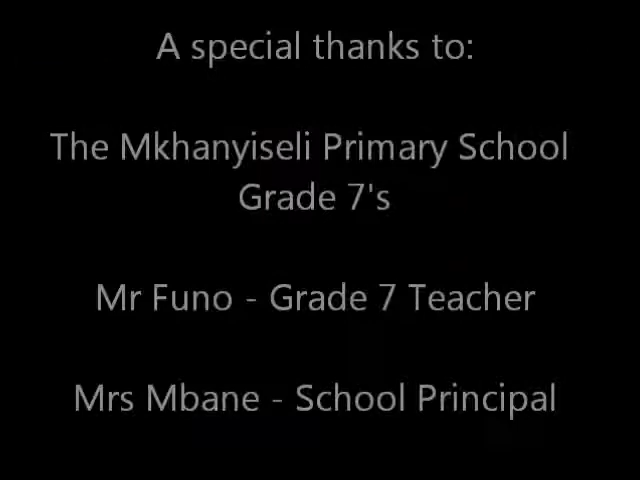 A special thanks to:
The Mkhanyiseli Primary School
Grade 7's
Mr Funo - Grade 7 Teacher
Mrs Mbane - School Principal